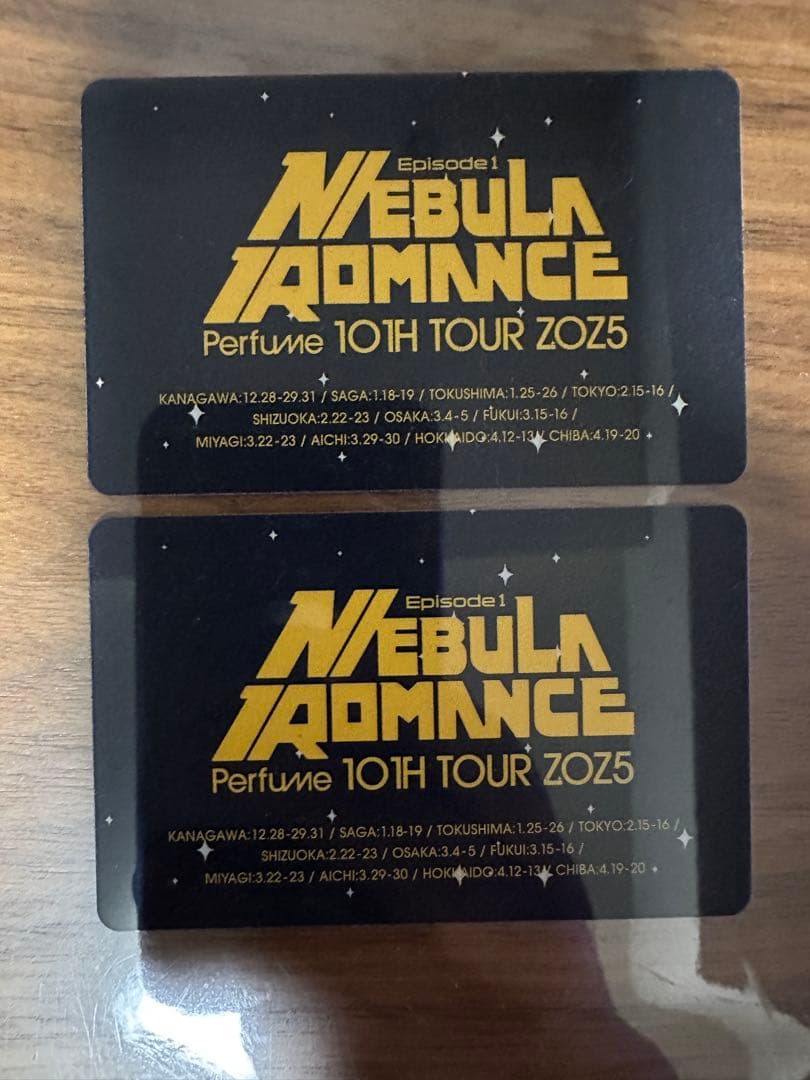 Episode 1
NEBULA
ROMANCE
Perfume 10TH TOUR ZOZ5
KANAGAWA:12.28-29.31 / SAGA:1.18-19 / TOKUSHIMA:1.25-26 / TOKYO:2.15-16 /
SHIZUOKA:2.22-23 / OSAKA:3.4-5 / FUKUI:3.15-16 /
MIYAGI:3.22-23 / AICHI:3.29-30 / HOKKAIDO:4.12-13 / CHIBA:4.19-20
Episode 1
NEBULA
ROMANCE
Perfume 10TH TOUR ZOZ5
KANAGAWA:12.28-29.31 / SAGA:1.18-19 / TOKUSHIMA:1.25-26 / TOKYO:2.15-16 /
SHIZUOKA:2.22-23 / OSAKA:3.4-5 / FUKUI:3.15-16 /
MIYAGI:3.22-23 / AICHI:3.29-30 / HOKKAIDO:4.12-13 / CHIBA:4.19-20